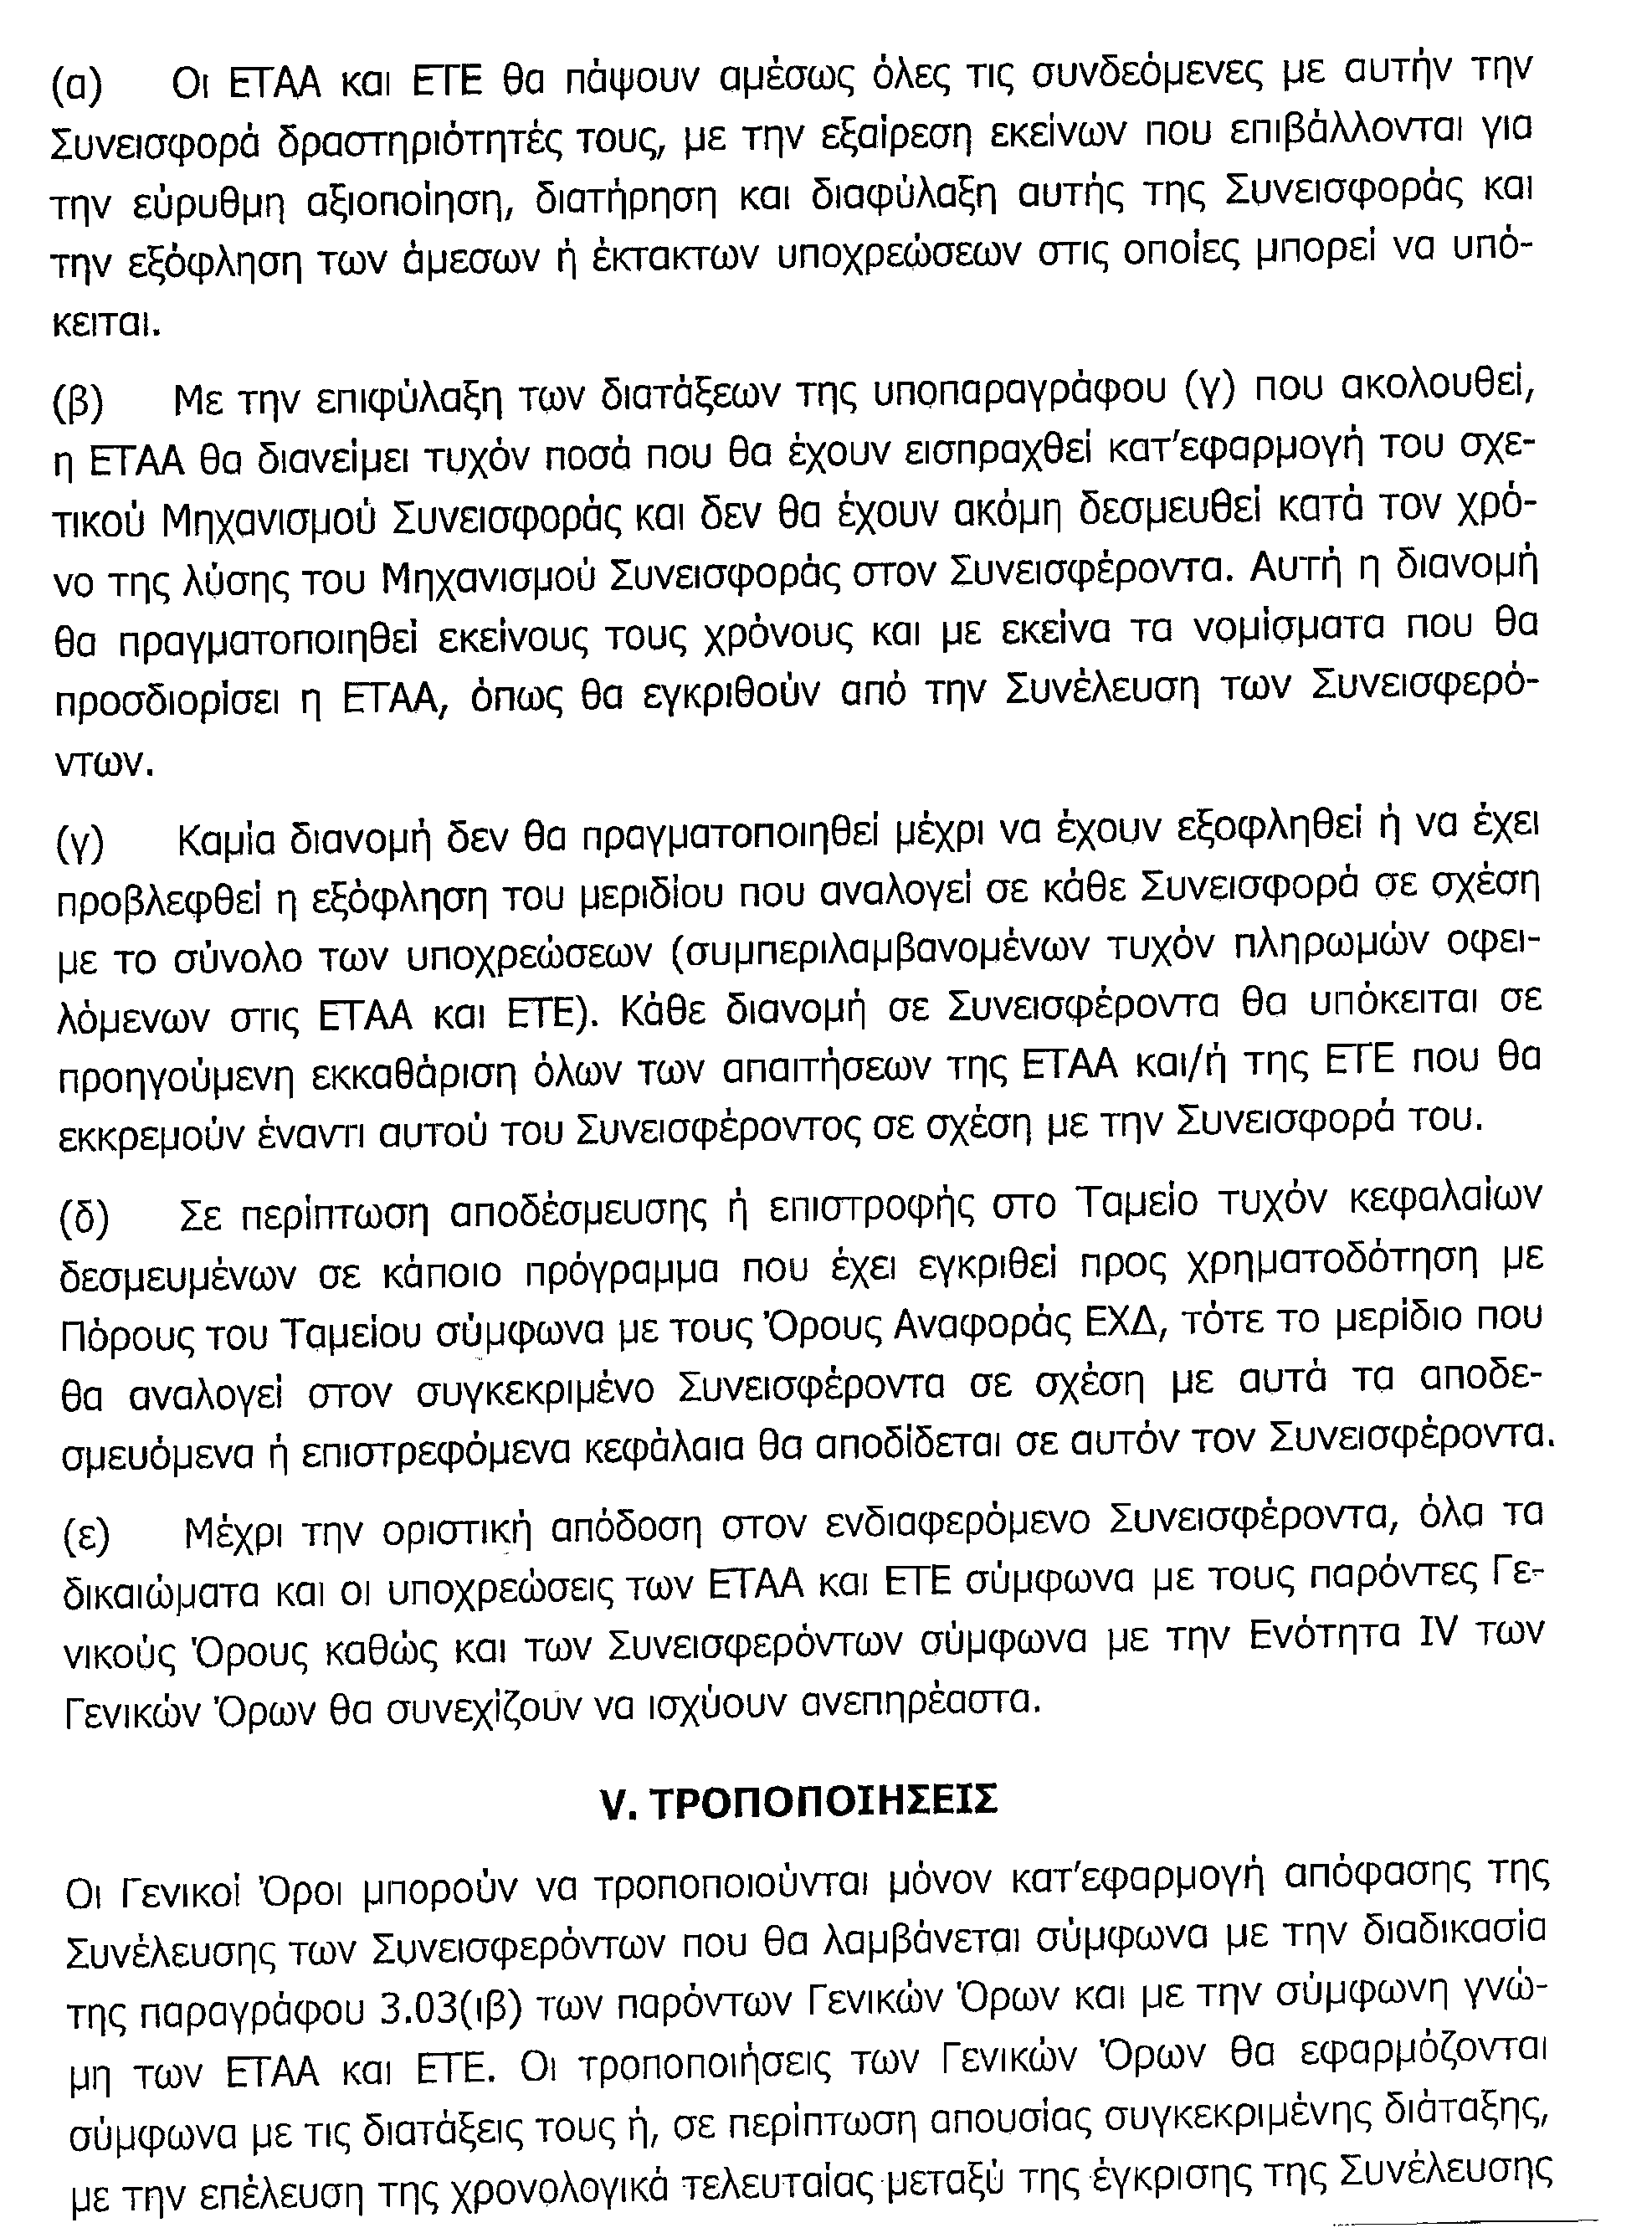 (α) Οι ΕΤΑΑ και ΕΤΕ θα πάψουν αμέσως όλες τις συνδεόμενες με αυτήν την
Συνεισφορά δραστηριότητές τους, με την εξαίρεση εκείνων που επιβάλλονται για
την εύρυθμη αξιοποίηση, διατήρηση και διαφύλαξη αυτής της Συνεισφοράς και
την εξόφληση των άμεσων ή έκτακτων υποχρεώσεων στις οποίες μπορεί να υπό-
κειται.
(β) Με την επιφύλαξη των διατάξεων της υποπαραγράφου (γ) που ακολουθεί,
η ΕΤΑΑ θα διανείμει τυχόν ποσά που θα έχουν εισπραχθεί κατ'εφαρμογή του σχε-
τικού Μηχανισμού Συνεισφοράς και δεν θα έχουν ακόμη δεσμευθεί κατά τον χρό-
νο της λύσης του Μηχανισμού Συνεισφοράς στον Συνεισφέροντα. Αυτή η διανομή
θα πραγματοποιηθεί εκείνους τους χρόνους και με εκείνα τα νομίσματα που θα
προσδιορίσει η ΕΤΑΑ, όπως θα εγκριθούν από την Συνέλευση των Συνεισφερό-
ντων.
(γ) Καμία διανομή δεν θα πραγματοποιηθεί μέχρι να έχουν εξοφληθεί ή να έχει
προβλεφθεί η εξόφληση του μεριδίου που αναλογεί σε κάθε Συνεισφορά σε σχέση
με το σύνολο των υποχρεώσεων (συμπεριλαμβανομένων τυχόν πληρωμών οφει-
λόμενων στις ΕΤΑΑ και ΕΤΕ). Κάθε διανομή σε Συνεισφέροντα θα υπόκειται σε
προηγούμενη εκκαθάριση όλων των απαιτήσεων της ΕΤΑΑ και/ή της ΕΤΕ που θα
εκκρεμούν έναντι αυτού του Συνεισφέροντος σε σχέση με την Συνεισφορά του.
(δ) Σε περίπτωση αποδέσμευσης ή επιστροφής στο Ταμείο τυχόν κεφαλαίων
δεσμευμένων σε κάποιο πρόγραμμα που έχει εγκριθεί προς χρηματοδότηση με
Πόρους του Ταμείου σύμφωνα με τους Όρους Αναφοράς ΕΧΔ, τότε το μερίδιο που
θα αναλογεί στον συγκεκριμένο Συνεισφέροντα σε σχέση με αυτά τα αποδε-
σμευόμενα ή επιστρεφόμενα κεφάλαια θα αποδίδεται σε αυτόν τον Συνεισφέροντα.
(ε) Μέχρι την οριστική απόδοση στον ενδιαφερόμενο Συνεισφέροντα, όλα τα
δικαιώματα και οι υποχρεώσεις των ΕΤΑΑ και ΕΤΕ σύμφωνα με τους παρόντες Γε-
νικούς Όρους καθώς και των Συνεισφερόντων σύμφωνα με την Ενότητα IV των
Γενικών Όρων θα συνεχίζουν να ισχύουν ανεπηρέαστα.
V. ΤΡΟΠΟΠΟΙΗΣΕΙΣ
Οι Γενικοί Όροι μπορούν να τροποποιούνται μόνον κατ'εφαρμογή απόφασης της
Συνέλευσης των Συνεισφερόντων που θα λαμβάνεται σύμφωνα με την διαδικασία
της παραγράφου 3.03(ιβ) των παρόντων Γενικών Όρων και με την σύμφωνη γνώ-
μη των ΕΤΑΑ και ΕΤΕ. Οι τροποποιήσεις των Γενικών Όρων θα εφαρμόζονται
σύμφωνα με τις διατάξεις τους ή, σε περίπτωση απουσίας συγκεκριμένης διάταξης,
με την επέλευση της χρονολογικά τελευταίας μεταξύ της έγκρισης της Συνέλευσης